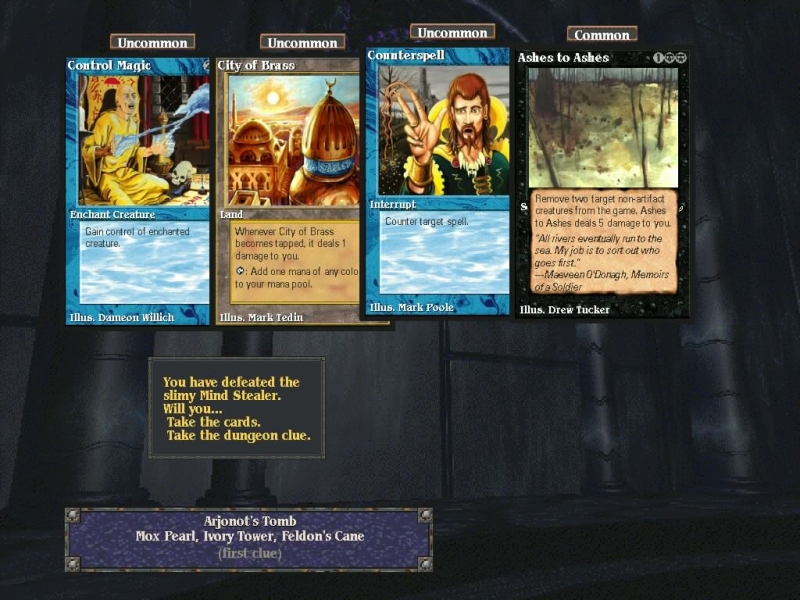 Uncommon
Uncommon
Uncommon
Common
Control Magic
Enchant Creature
Gain control of enchanted
creature.
Illus. Dameon Willich
City of Brass
Land
Whenever City of Brass
becomes tapped, it deals 1
damage to you.
: Add one mana of any colo
to your mana pool.
Illus. Mark Tedin
Counterspell
Interrupt
Counter target spell.
Illus. Mark Poole
Ashes to Ashes
1
S
Remove two target non-artifact
creatures from the game. Ashes
to Ashes deals 5 damage to you.
"All rivers eventually run to the
sea. My job is to sort out who
goes first."
—Maeveen O'Donagh, Memoirs
of a Soldier
Illus. Drew Tucker
You have defeated the
slimy Mind Stealer.
Will you...
Take the cards.
Take the dungeon clue.
Arjonot's Tomb
Mox Pearl, Ivory Tower, Feldon's Cane
(first clue)